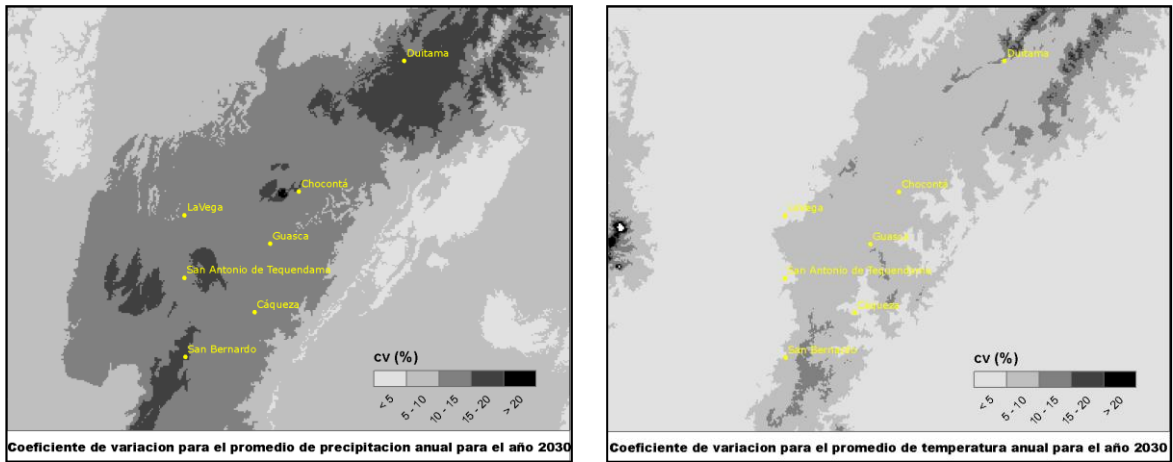 Duitama
Chocontá
LaVega
Guasca
San Antonio de Tequendama
Cáqueza
San Bernardo
cv (%)
< 5
5 - 10
10 - 15
15 - 20
> 20
Coeficiente de variacion para el promedio de precipitacion anual para el año 2030
Duitama
Chocontá
LaVega
Guasca
San Antonio de Tequendama
Cáqueza
San Bernardo
cv (%)
< 5
5 - 10
10 - 15
15 - 20
> 20
Coeficiente de variacion para el promedio de temperatura anual para el año 2030